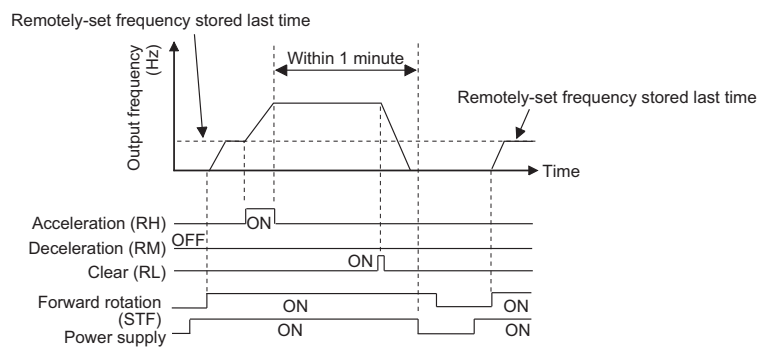 Remotely-set frequency stored last time
Output frequency
(Hz)
Within 1 minute
Remotely-set frequency stored last time
Time
Acceleration (RH)
ON
Deceleration (RM)
OFF
Clear (RL)
ON
Forward rotation
(STF)
ON
ON
Power supply
ON
ON